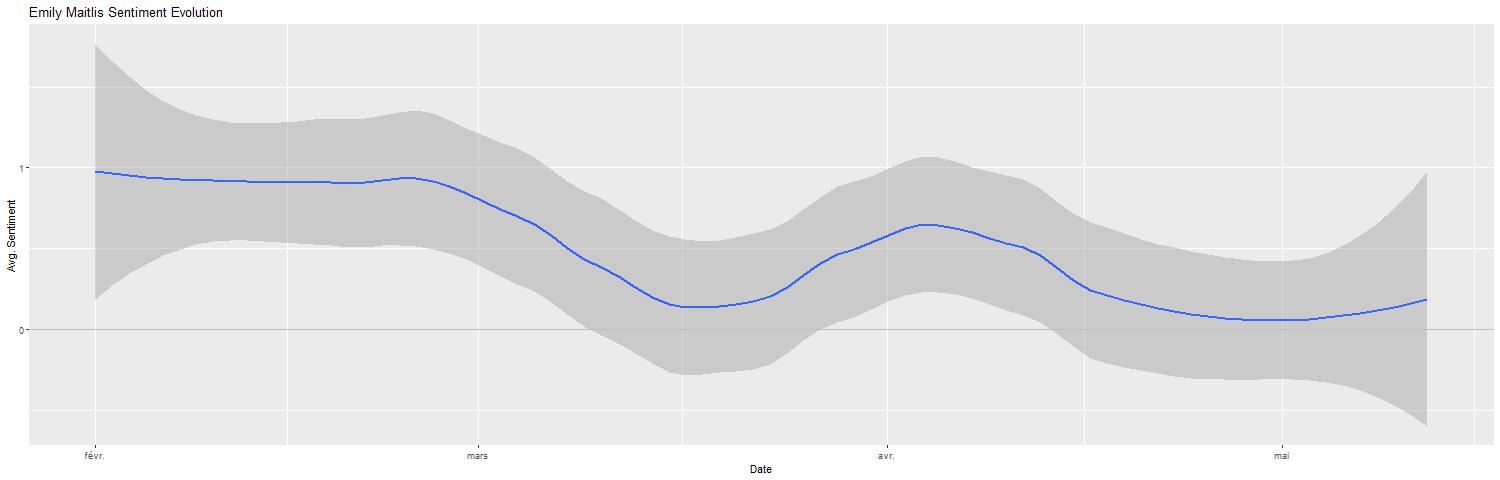 Emily Maitlis Sentiment Evolution
Avg. Sentiment
1
0
févr.
mars
avr.
mai
Date